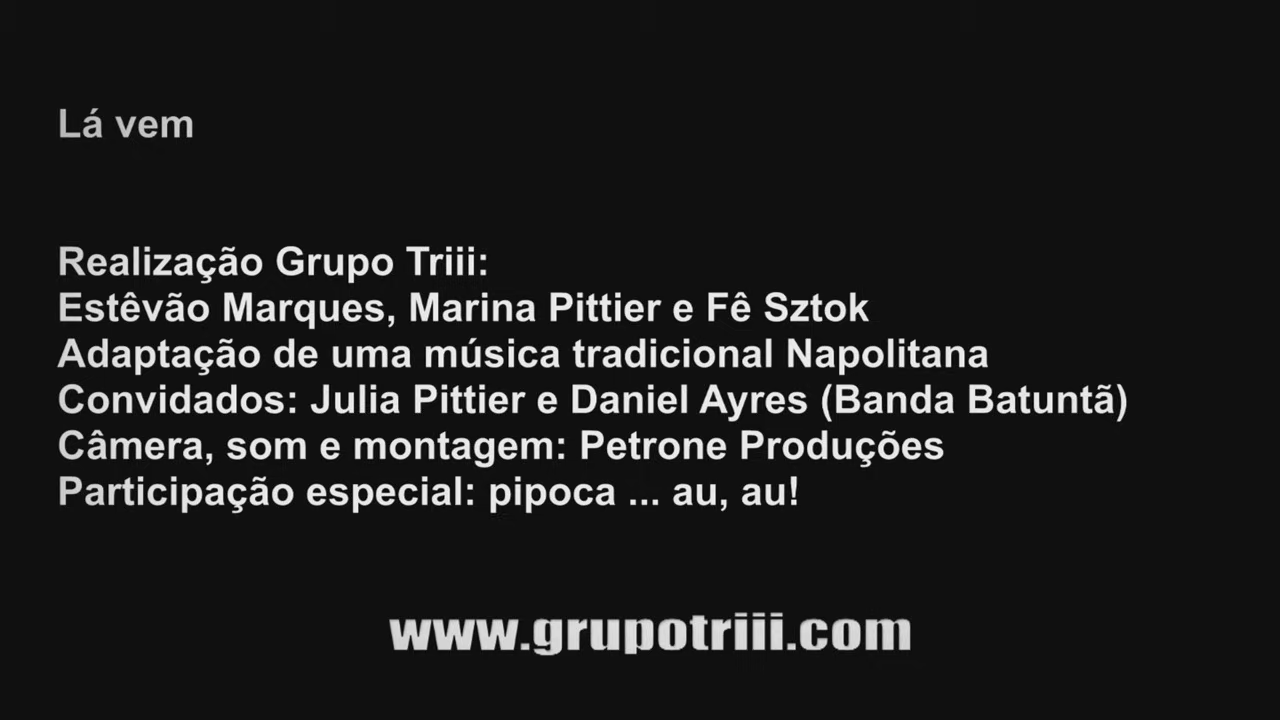 Lá vem
Realização Grupo Triii:
Estêvão Marques, Marina Pittier e Fê Sztok
Adaptação de uma música tradicional Napolitana
Convidados: Julia Pittier e Daniel Ayres (Banda Batuntã)
Câmera, som e montagem: Petrone Produções
Participação especial: pipoca ... au, au!
www.grupotriii.com